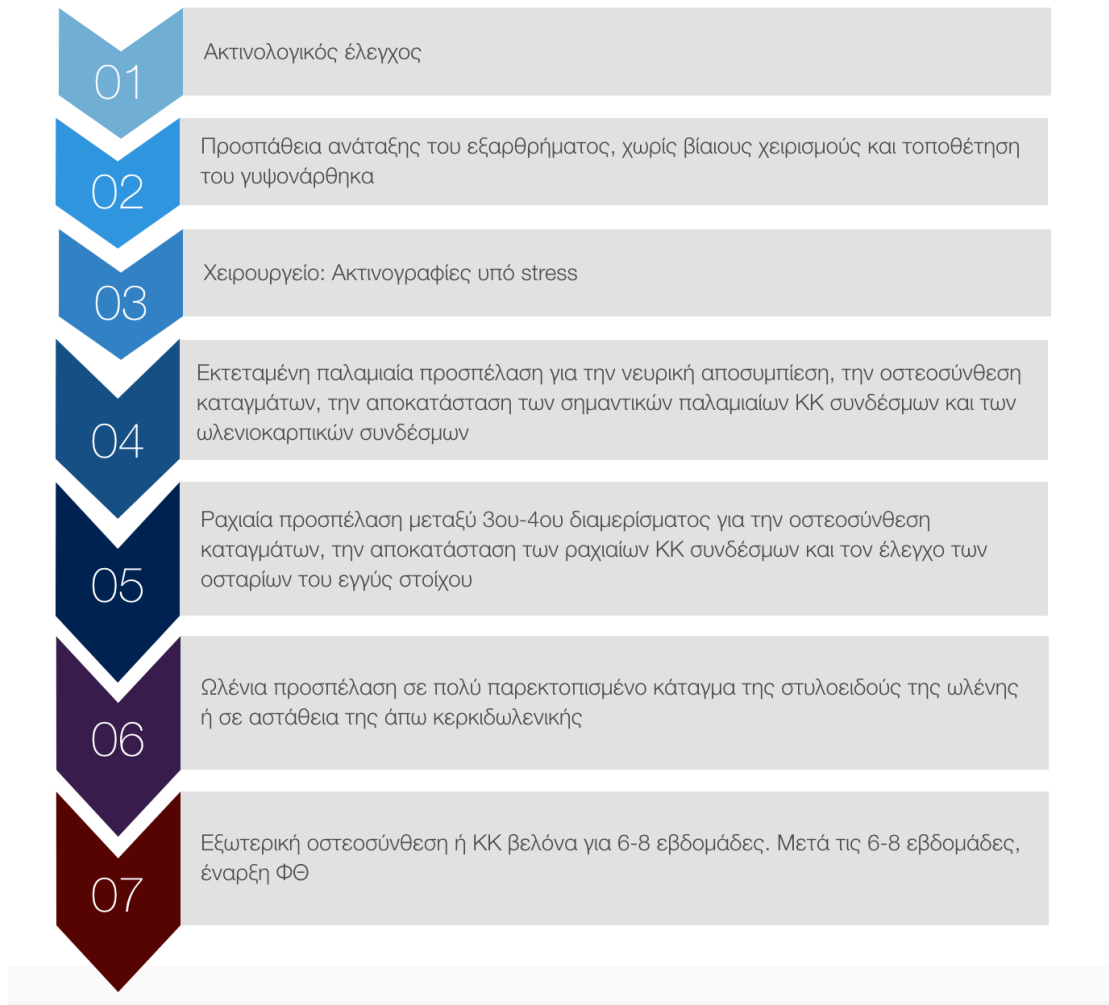 01
Ακτινολογικός έλεγχος
02
Προσπάθεια ανάταξης του εξαρθρήματος, χωρίς βίαιους χειρισμούς και τοποθέτηση
του γυψονάρθηκα
03
Χειρουργείο: Ακτινογραφίες υπό stress
04
Εκτεταμένη παλαμιαία προσπέλαση για την νευρική αποσυμπίεση, την οστεοσύνθεση
καταγμάτων, την αποκατάσταση των σημαντικών παλαμιαίων ΚΚ συνδέσμων και των
ωλενιοκαρπικών συνδέσμων
05
Ραχιαία προσπέλαση μεταξύ 3ου-4ου διαμερίσματος για την οστεοσύνθεση
καταγμάτων, την αποκατάσταση των ραχιαίων ΚΚ συνδέσμων και τον έλεγχο των
οσταρίων του εγγύς στοίχου
06
Ωλένια προσπέλαση σε πολύ παρεκτοπισμένο κάταγμα της στυλοειδούς της ωλένης
ή σε αστάθεια της άπω κερκιδωλενικής
07
Εξωτερική οστεοσύνθεση ή ΚΚ βελόνα για 6-8 εβδομάδες. Μετά τις 6-8 εβδομάδες,
έναρξη ΦΘ